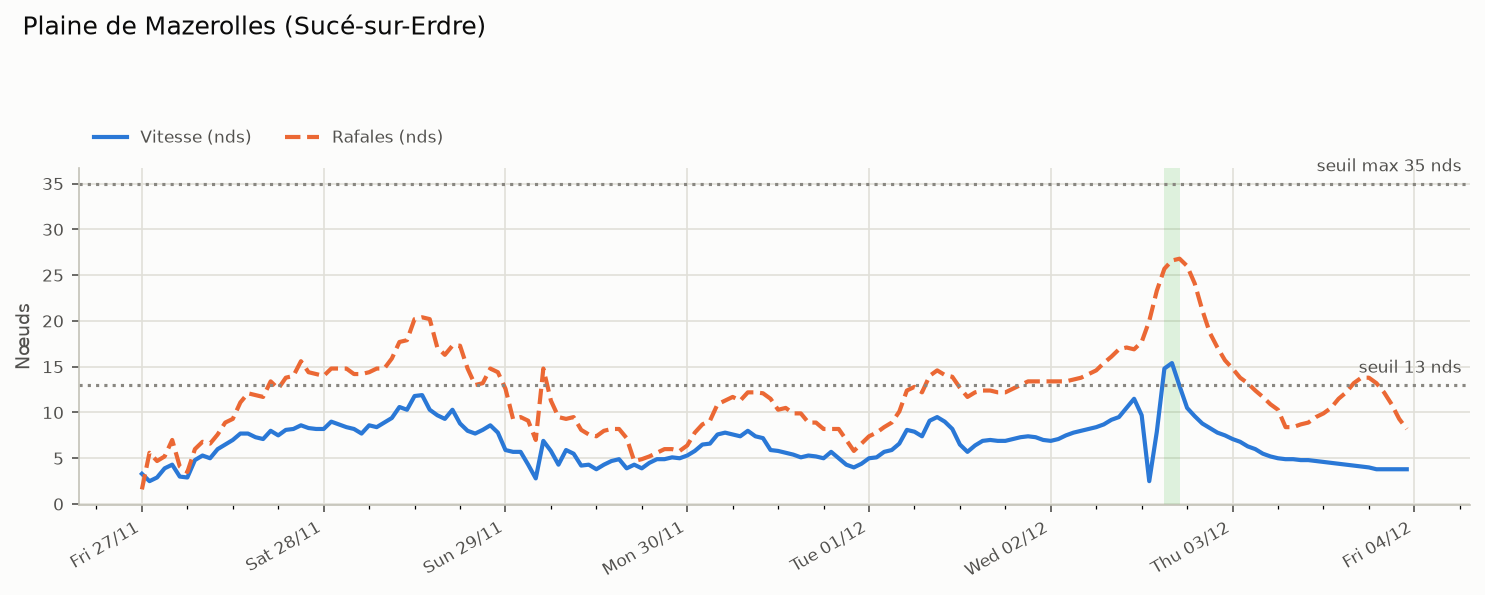 Plaine de Mazerolles (Sucé-sur-Erdre)
Vitesse (nds) Rafales (nds)
seuil max 35 nds
35
30
25
20
15
seuil 13 nds
10
5
0
Nœuds
Fri 27/11 Sat 28/11 Sun 29/11 Mon 30/11 Tue 01/12 Wed 02/12 Thu 03/12 Fri 04/12